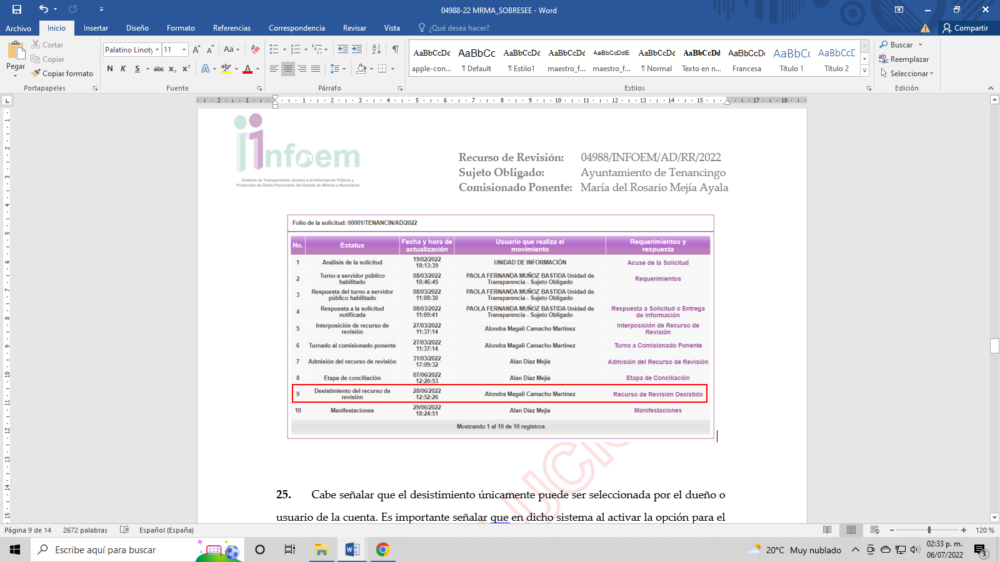 04988-22 MRMA_SOBRESEE - Word
Archivo Inicio Insertar Diseño Formato Referencias Correspondencia Revisar Vista ¿Qué desea hacer? Compartir
Pegar
Cortar
Copiar
Copiar formato
Portapapeles
Palatino Linoty 11
Fuente
Párrafo
AaBbCcDd AaBbCc AaBbCcDd AaBbCcDd AaBbCcDdEe AaBbCcDd AaBbCcDd AaBbCcDc AaBbCc AaBbCcD
apple-con... ¶ Default ¶ Estilo1 maestro_f... maestro_f... ¶ Normal Texto en n... Francesa Título 1 Título 2
Estilos
Buscar
Reemplazar
Seleccionar
Edición
infoem
Instituto de Transparencia, Acceso a la Información Pública y
Protección de Datos Personales del Estado de México y Municipios
Recurso de Revisión: 04988/INFOEM/AD/RR/2022
Sujeto Obligado: Ayuntamiento de Tenancingo
Comisionado Ponente: María del Rosario Mejía Ayala
Folio de la solicitud: 00001/TENANCIN/AD/2022
No. Estatus Fecha y hora de actualización Usuario que realiza el movimiento Requerimientos y respuesta
1 Análisis de la solicitud 19/02/2022 18:13:39 UNIDAD DE INFORMACIÓN Acuse de la Solicitud
2 Turno a servidor público habilitado 08/03/2022 10:46:45 PAOLA FERNANDA MUÑOZ BASTIDA Unidad de Transparencia - Sujeto Obligado Requerimientos
3 Respuesta del turno a servidor público habilitado 08/03/2022 11:08:30 PAOLA FERNANDA MUÑOZ BASTIDA Unidad de Transparencia - Sujeto Obligado
4 Respuesta a la solicitud notificada 08/03/2022 11:09:41 PAOLA FERNANDA MUÑOZ BASTIDA Unidad de Transparencia - Sujeto Obligado Respuesta a Solicitud o Entrega de Información
5 Interposición de recurso de revisión 27/03/2022 11:37:14 Alondra Magali Camacho Martínez Interposición de Recurso de Revisión
6 Turnado al comisionado ponente 27/03/2022 11:37:14 Alondra Magali Camacho Martínez Turno a Comisionado Ponente
7 Admisión del recurso de revisión 31/03/2022 17:09:32 Alan Díaz Mejía Admisión del Recurso de Revisión
8 Etapa de conciliación 07/06/2022 12:20:53 Alan Díaz Mejía Etapa de Conciliación
9 Desistimiento del recurso de revisión 28/06/2022 12:52:26 Alondra Magali Camacho Martínez Recurso de Revisión Desistido
10 Manifestaciones 29/06/2022 18:24:51 Alan Díaz Mejía Manifestaciones
Mostrando 1 al 10 de 10 registros
25. Cabe señalar que el desistimiento únicamente puede ser seleccionada por el dueño o
usuario de la cuenta. Es importante señalar que en dicho sistema al activar la opción para el
Página 9 de 14 2672 palabras Español (España) 120 %
Escribe aquí para buscar 20°C Muy nublado 02:33 p. m.
06/07/2022 3